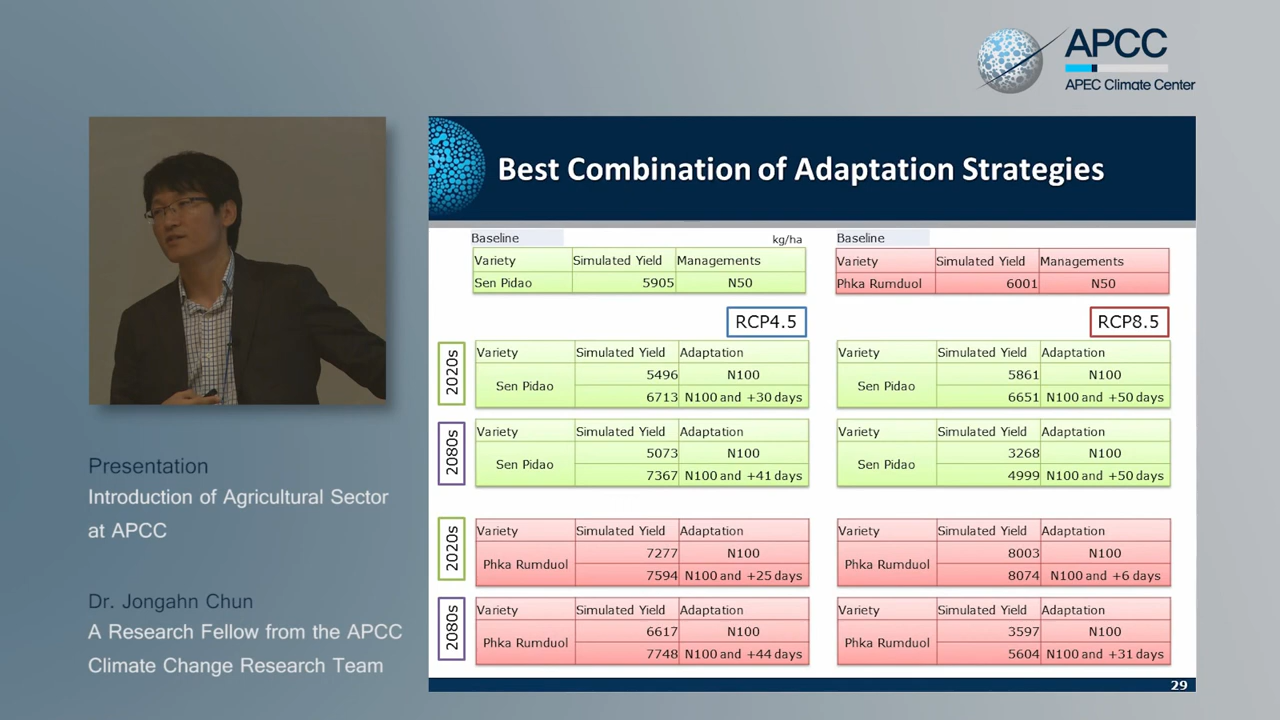 APCC
APEC Climate Center
Best Combination of Adaptation Strategies
Baseline
kg/ha
Variety Simulated Yield Managements
Sen Pidao 5905 N50
Baseline
Variety Simulated Yield Managements
Phka Rumduol 6001 N50
RCP4.5
RCP8.5
2020s
Variety Simulated Yield Adaptation
Sen Pidao
5496 N100
6713 N100 and +30 days
Variety Simulated Yield Adaptation
Sen Pidao
5861 N100
6651 N100 and +50 days
2080s
Variety Simulated Yield Adaptation
Sen Pidao
5073 N100
7367 N100 and +41 days
Variety Simulated Yield Adaptation
Sen Pidao
3268 N100
4999 N100 and +50 days
2020s
Variety Simulated Yield Adaptation
Phka Rumduol
7277 N100
7594 N100 and +25 days
Variety Simulated Yield Adaptation
Phka Rumduol
8003 N100
8074 N100 and +6 days
2080s
Variety Simulated Yield Adaptation
Phka Rumduol
6617 N100
7748 N100 and +44 days
Variety Simulated Yield Adaptation
Phka Rumduol
3597 N100
5604 N100 and +31 days
29
Presentation
Introduction of Agricultural Sector
at APCC
Dr. Jongahn Chun
A Research Fellow from the APCC
Climate Change Research Team